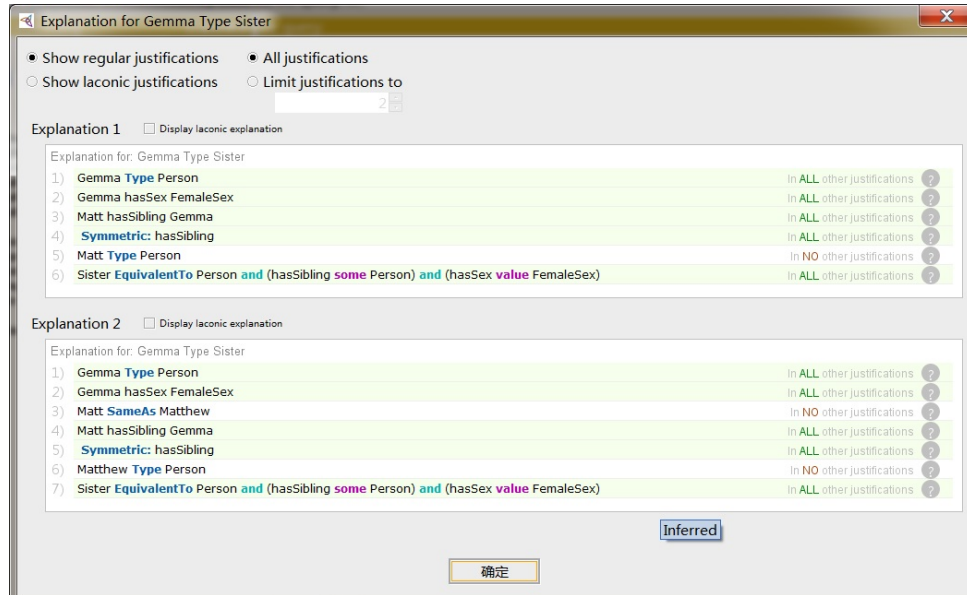 Explanation for Gemma Type Sister
Show regular justifications All justifications
Show laconic justifications Limit justifications to
2
Explanation 1 Display laconic explanation
Explanation for: Gemma Type Sister
1) Gemma Type Person In ALL other justifications ?
2) Gemma hasSex FemaleSex In ALL other justifications ?
3) Matt hasSibling Gemma In ALL other justifications ?
4) Symmetric: hasSibling In ALL other justifications ?
5) Matt Type Person In NO other justifications ?
6) Sister EquivalentTo Person and (hasSibling some Person) and (hasSex value FemaleSex) In ALL other justifications ?
Explanation 2 Display laconic explanation
Explanation for: Gemma Type Sister
1) Gemma Type Person In ALL other justifications ?
2) Gemma hasSex FemaleSex In ALL other justifications ?
3) Matt SameAs Matthew In NO other justifications ?
4) Matt hasSibling Gemma In ALL other justifications ?
5) Symmetric: hasSibling In ALL other justifications ?
6) Matthew Type Person In NO other justifications ?
7) Sister EquivalentTo Person and (hasSibling some Person) and (hasSex value FemaleSex) In ALL other justifications ?
Inferred
确定